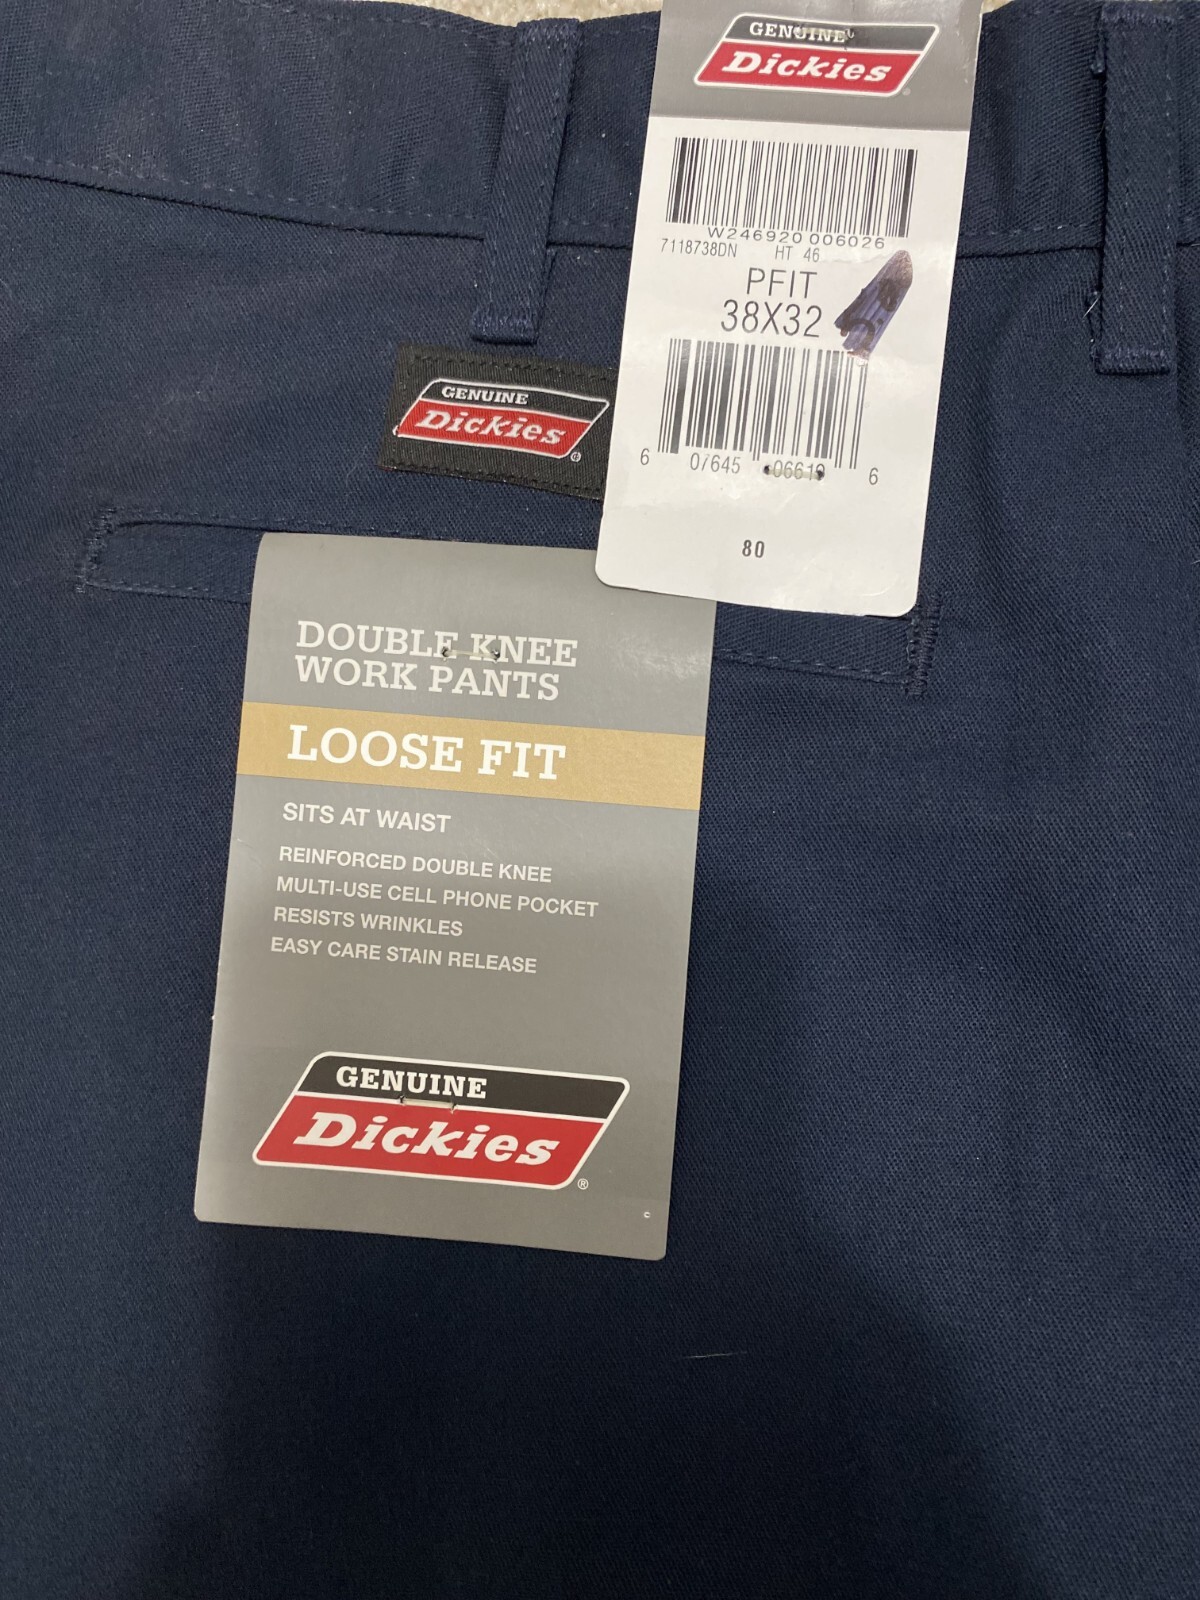 GENUINE
Dickies
W246920 006026
7118738DN HT 46
PFIT
38X32
6 07645 06619 6
80
GENUINE
Dickies
DOUBLE KNEE
WORK PANTS
LOOSE FIT
SITS AT WAIST
REINFORCED DOUBLE KNEE
MULTI-USE CELL PHONE POCKET
RESISTS WRINKLES
EASY CARE STAIN RELEASE
GENUINE
Dickies
®